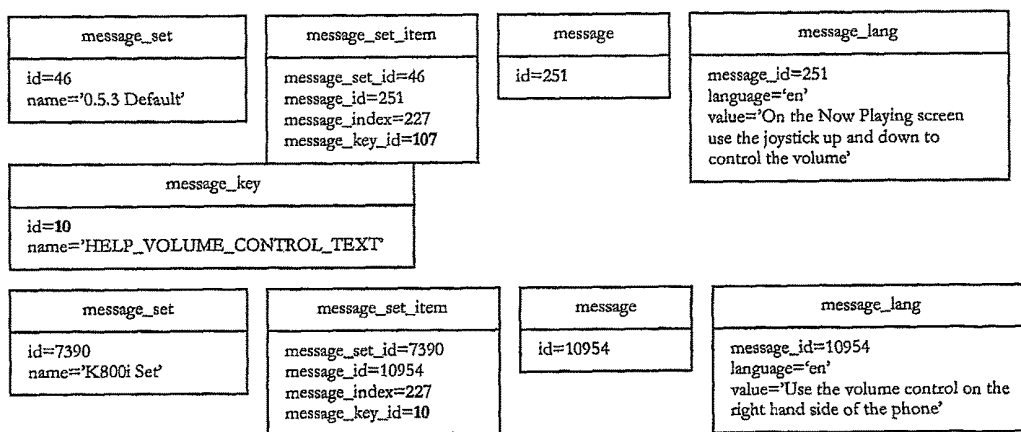 message_set
id=46
name='0.5.3 Default'
message_set_item
message_set_id=46
message_id=251
message_index=227
message_key_id=107
message
id=251
message_lang
message_id=251
language='en'
value='On the Now Playing screen
use the joystick up and down to
control the volume'
message_key
id=10
name='HELP_VOLUME_CONTROL_TEXT'
message_set
id=7390
name='K800i Set'
message_set_item
message_set_id=7390
message_id=10954
message_index=227
message_key_id=10
message
id=10954
message_lang
message_id=10954
language='en'
value='Use the volume control on the
right hand side of the phone'